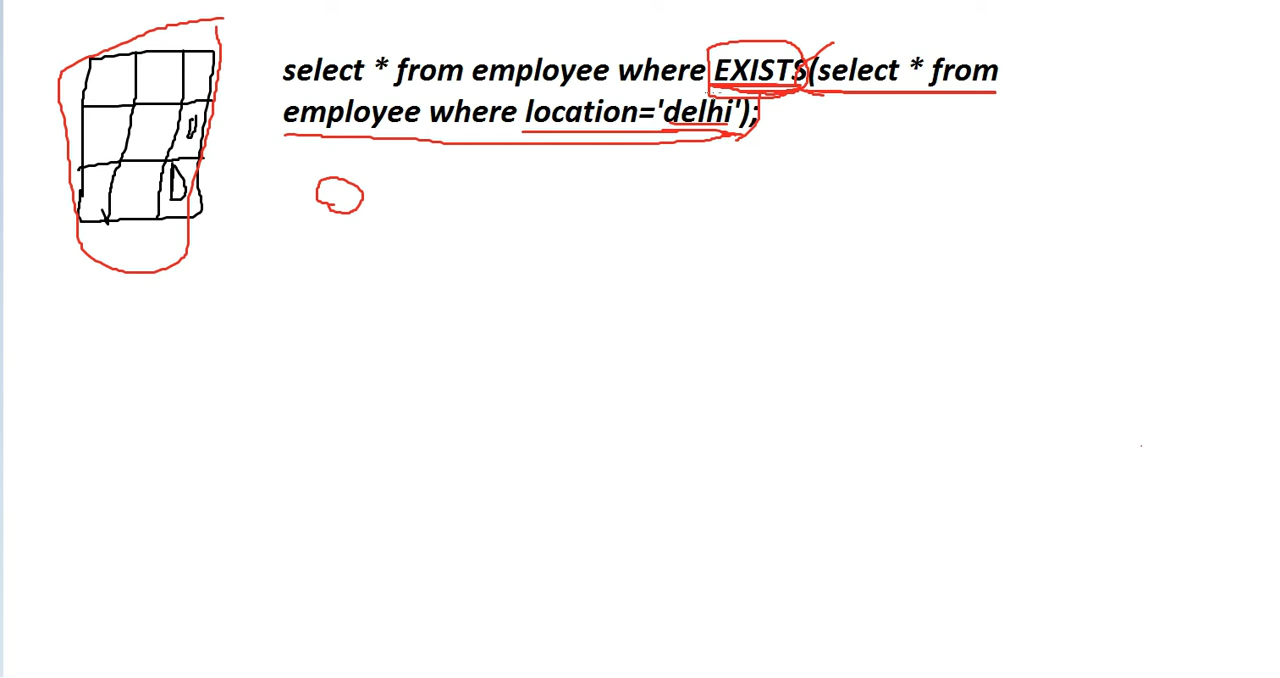 select * from employee where EXISTS(select * from
employee where location='delhi');
D
D